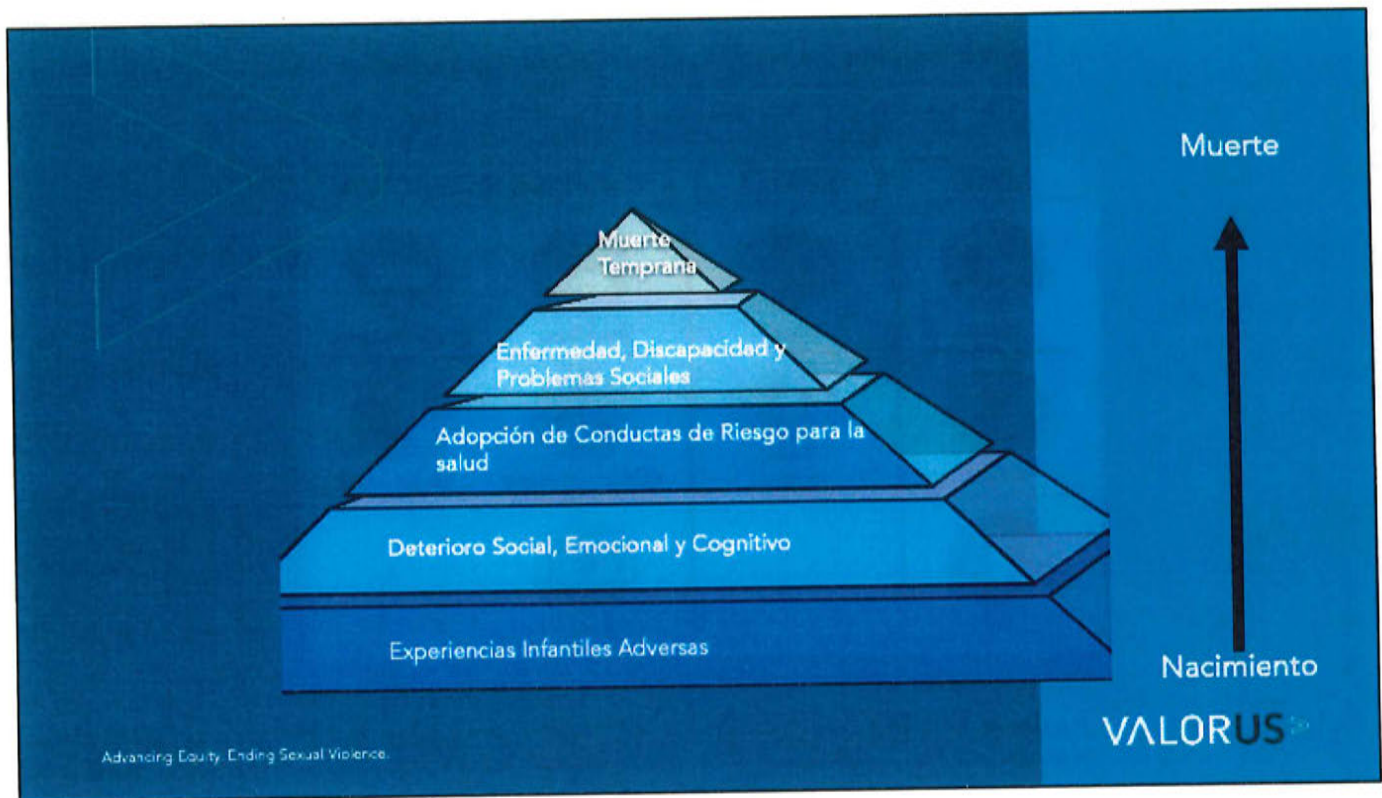 Muerte
Muerte
Temprana
Enfermedad, Discapacidad y
Problemas Sociales
Adopción de Conductas de Riesgo para la
salud
Deterioro Social, Emocional y Cognitivo
Experiencias Infantiles Adversas
Nacimiento
VALORUS
Advancing Equity. Ending Sexual Violence.